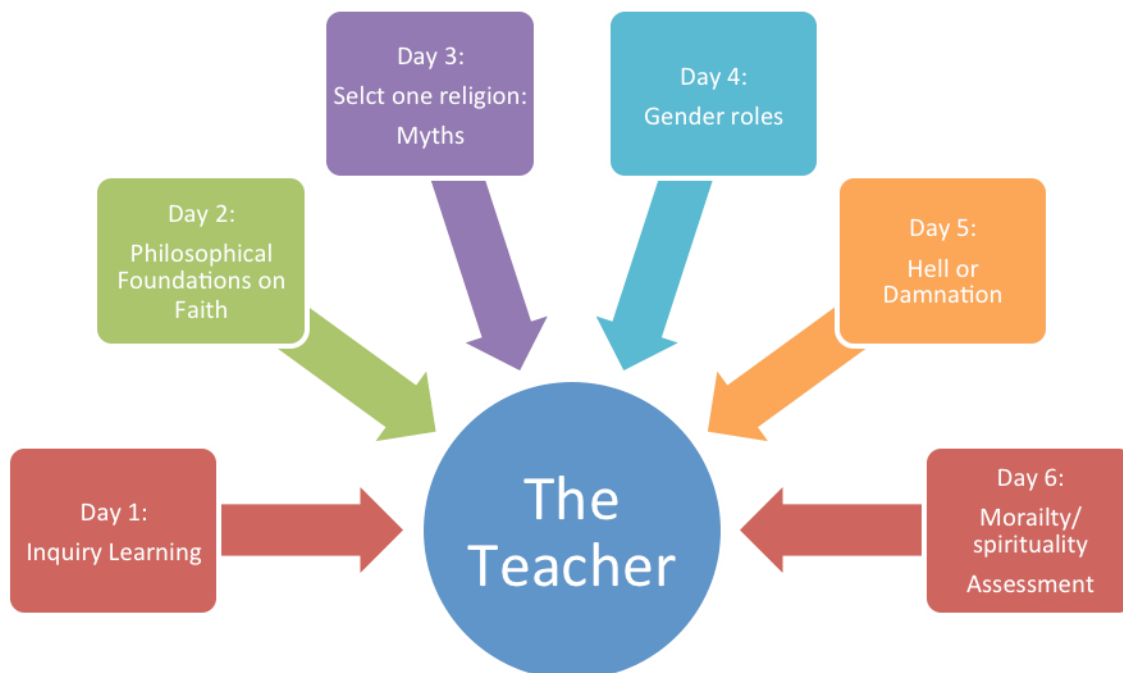 Day 1:
Inquiry Learning
Day 2:
Philosophical
Foundations on
Faith
Day 3:
Selct one religion:
Myths
Day 4:
Gender roles
Day 5:
Hell or
Damnation
Day 6:
Morailty/
spirituality
Assessment
The
Teacher